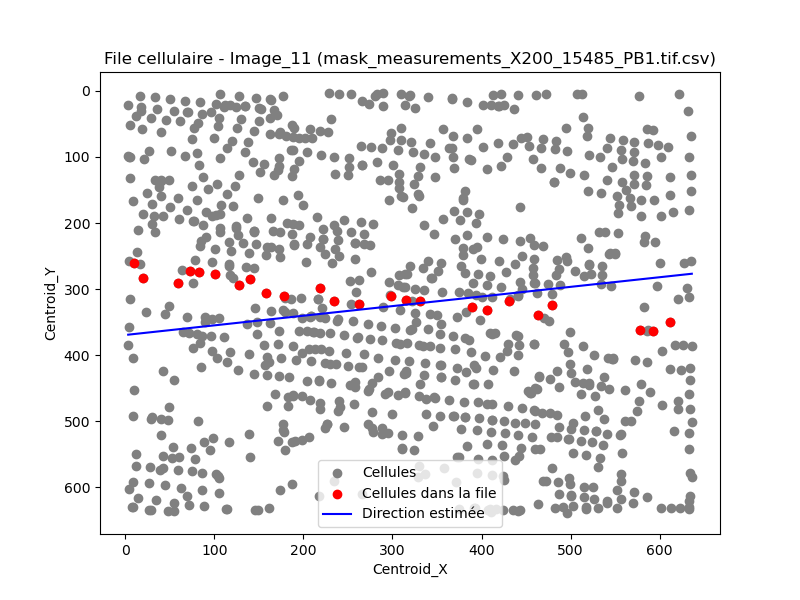 File cellulaire - Image_11 (mask_measurements_X200_15485_PB1.tif.csv)
0
100
200
300
400
500
600
Centroid_Y
Cellules
Cellules dans la file
Direction estimée
0 100 200 300 400 500 600
Centroid_X